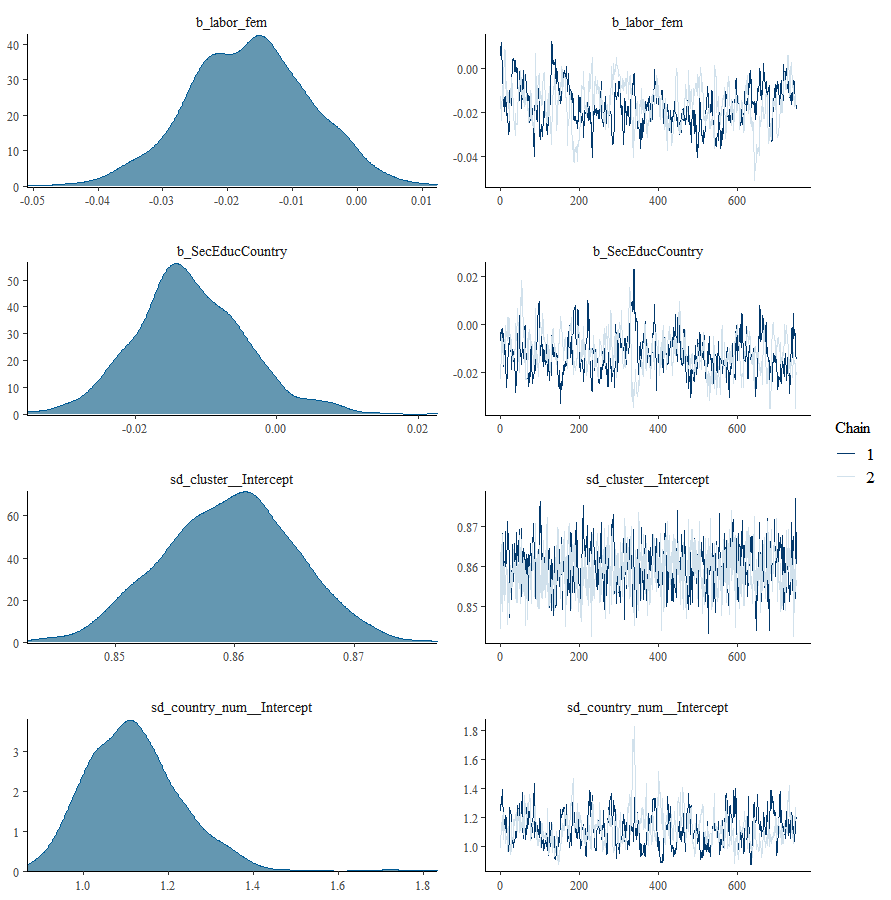 b_labor_fem
b_labor_fem
40
30
20
10
0
-0.05 -0.04 -0.03 -0.02 -0.01 0.00 0.01
0.00
-0.02
-0.04
0 200 400 600
b_SecEducCountry
b_SecEducCountry
50
40
30
20
10
0
-0.02 0.00 0.02
0.02
0.00
-0.02
0 200 400 600
Chain
1
2
sd_cluster__Intercept
sd_cluster__Intercept
60
40
20
0
0.85 0.86 0.87
0.87
0.86
0.85
0 200 400 600
sd_country_num__Intercept
sd_country_num__Intercept
3
2
1
0
1.0 1.2 1.4 1.6 1.8
1.8
1.6
1.4
1.2
1.0
0 200 400 600